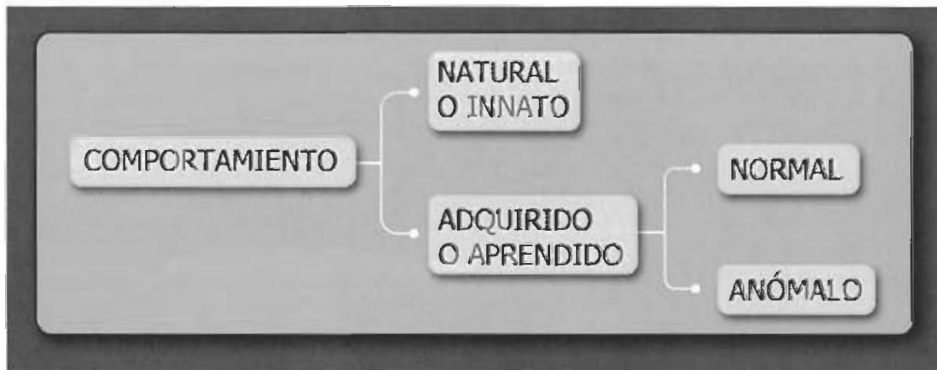 COMPORTAMIENTO
NATURAL
O INNATO
ADQUIRIDO
O APRENDIDO
NORMAL
ANÓMALO